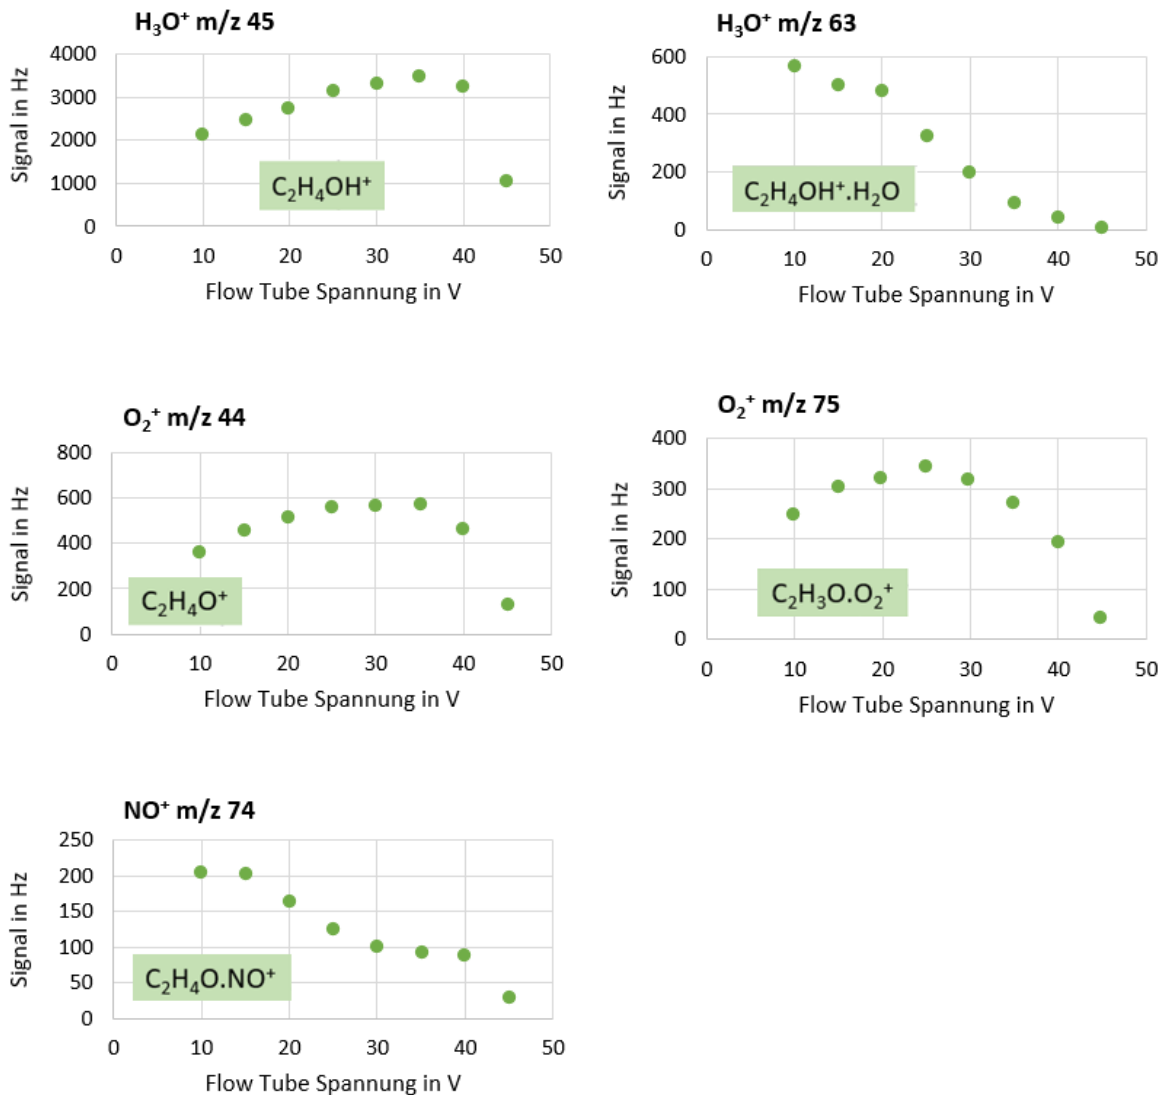 H₃O⁺ m/z 45
Signal in Hz
4000
3000
2000
1000
0
C₂H₄OH⁺
0 10 20 30 40 50
Flow Tube Spannung in V
H₃O⁺ m/z 63
Signal in Hz
600
400
200
0
C₂H₄OH⁺.H₂O
0 10 20 30 40 50
Flow Tube Spannung in V
O₂⁺ m/z 44
Signal in Hz
800
600
400
200
0
C₂H₄O⁺
0 10 20 30 40 50
Flow Tube Spannung in V
O₂⁺ m/z 75
Signal in Hz
400
300
200
100
0
C₂H₃O.O₂⁺
0 10 20 30 40 50
Flow Tube Spannung in V
NO⁺ m/z 74
Signal in Hz
250
200
150
100
50
0
C₂H₄O.NO⁺
0 10 20 30 40 50
Flow Tube Spannung in V